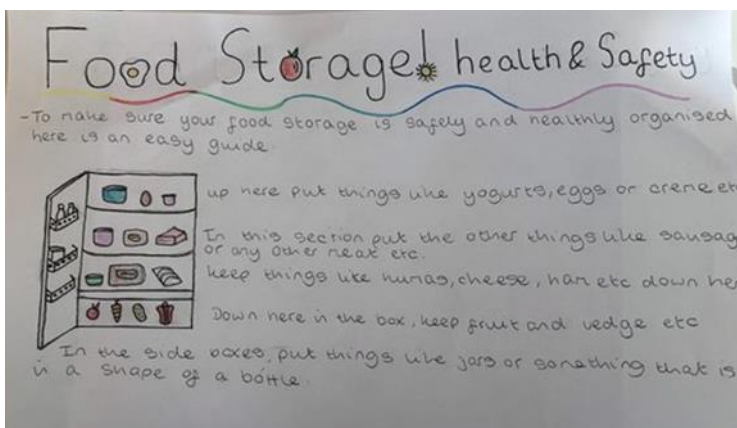 Food Storage! health & Safety
-To make sure your food storage is safely and healthly organised
here is an easy guide.
up here put things like yogurts, eggs or creme etc
In this section put the other things like sausag
or any other meat etc.
keep things like humas, cheese, ham etc down he
Down here in the box, keep fruit and vedge etc
In the side boxes, put things like jars or something that is
in a shape of a bottle.